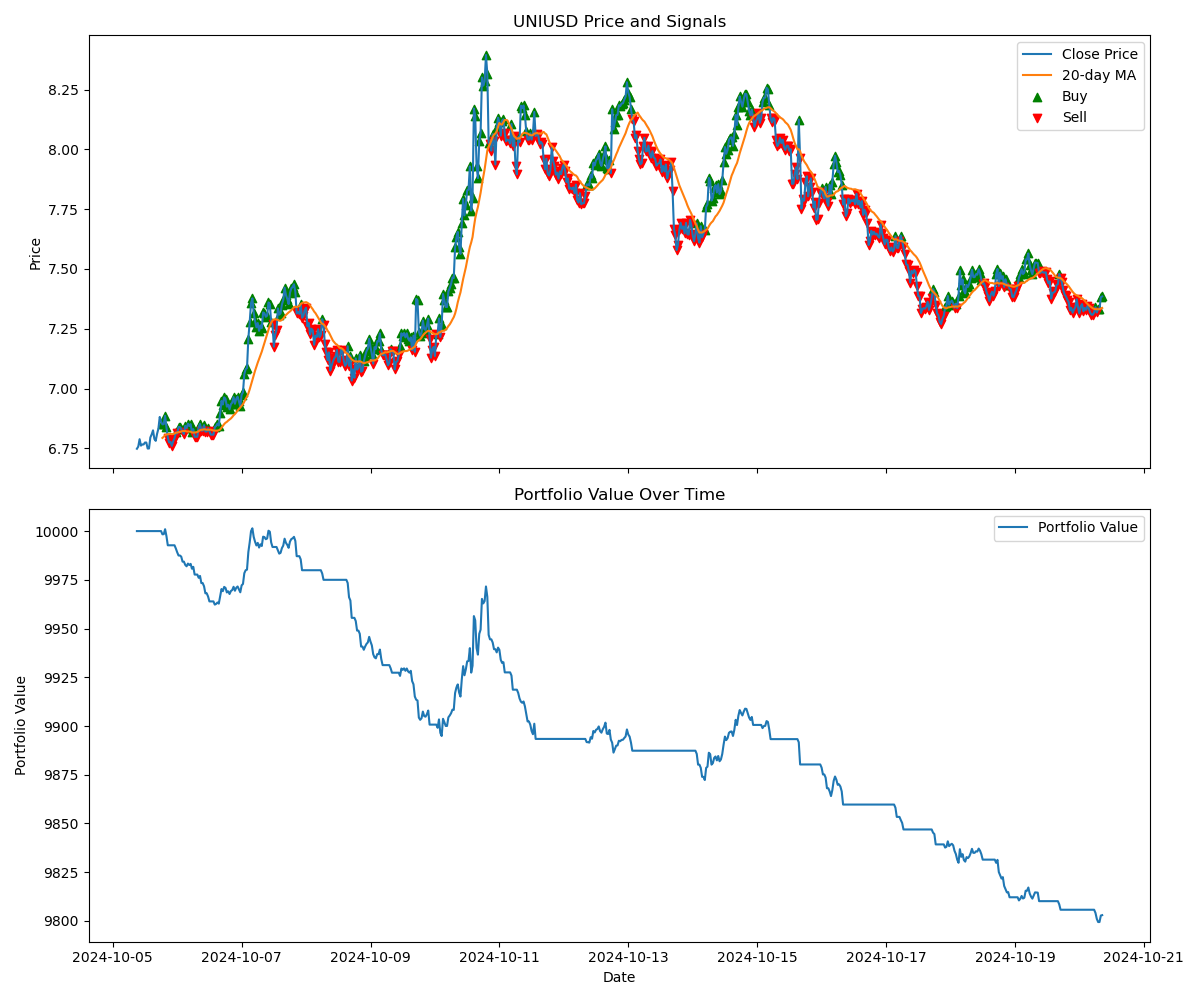 UNIUSD Price and Signals
Close Price
20-day MA
Buy
Sell
Price
8.25
8.00
7.75
7.50
7.25
7.00
6.75
Portfolio Value Over Time
Portfolio Value
Portfolio Value
10000
9975
9950
9925
9900
9875
9850
9825
9800
2024-10-05
2024-10-07
2024-10-09
2024-10-11
2024-10-13
2024-10-15
2024-10-17
2024-10-19
2024-10-21
Date